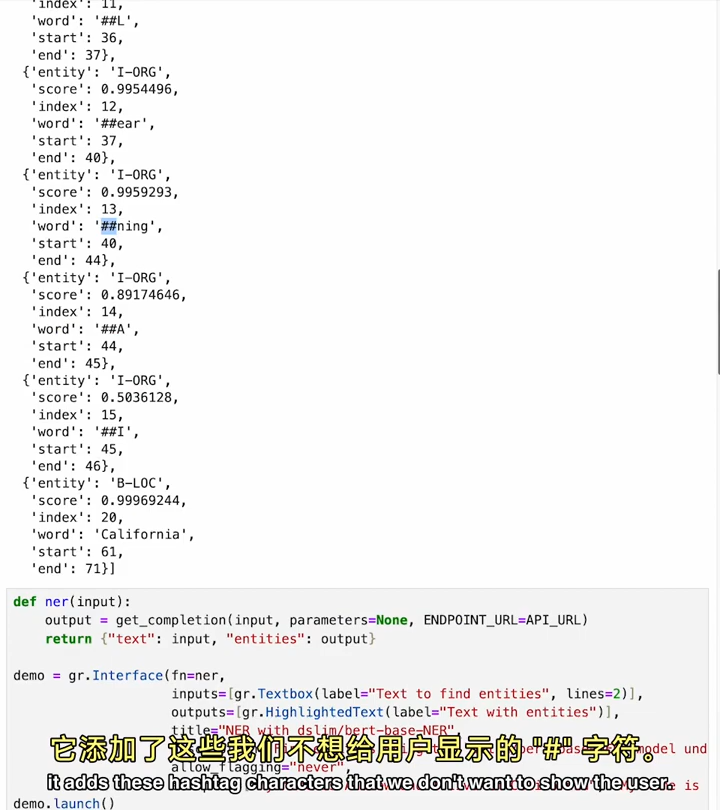 'index': 11,
'word': '##L',
'start': 36,
'end': 37},
{'entity': 'I-ORG',
'score': 0.9954496,
'index': 12,
'word': '##ear',
'start': 37,
'end': 40},
{'entity': 'I-ORG',
'score': 0.9959293,
'index': 13,
'word': '##ning',
'start': 40,
'end': 44},
{'entity': 'I-ORG',
'score': 0.89174646,
'index': 14,
'word': '##A',
'start': 44,
'end': 45},
{'entity': 'I-ORG',
'score': 0.5036128,
'index': 15,
'word': '##I',
'start': 45,
'end': 46},
{'entity': 'B-LOC',
'score': 0.99969244,
'index': 20,
'word': 'California',
'start': 61,
'end': 71}]
def ner(input):
output = get_completion(input, parameters=None, ENDPOINT_URL=API_URL)
return {"text": input, "entities": output}
demo = gr.Interface(fn=ner,
inputs=[gr.Textbox(label="Text to find entities", lines=2)],
outputs=[gr.HighlightedText(label="Text with entities")],
title="NER with dslim/bert-base-NER",
它添加了这些我们不想给用户显示的 "#" 字符。
model und
allow_flagging="never",
it adds these hashtag characters that we don't want to show the user.
demo.launch()